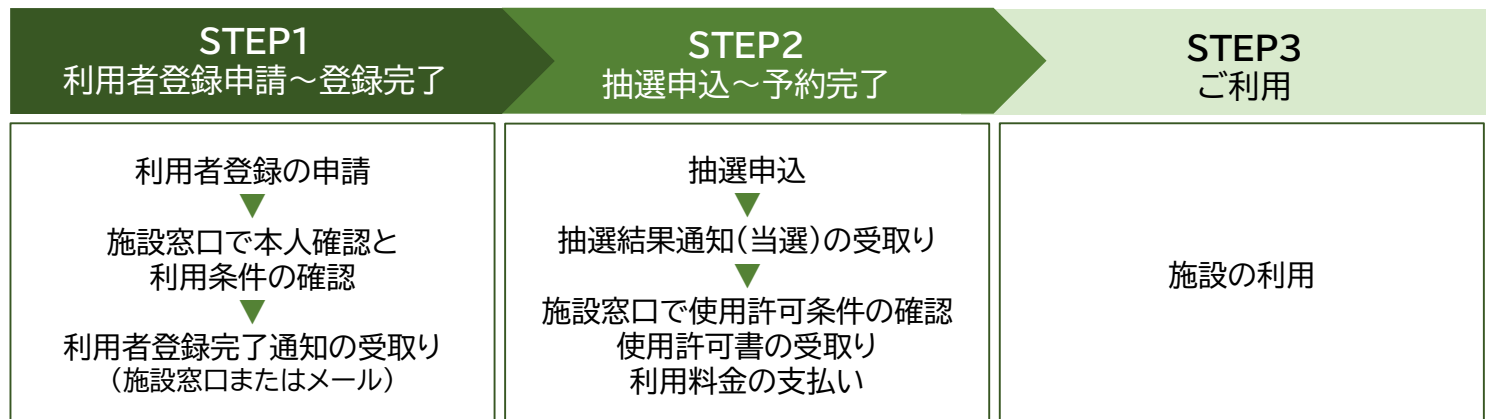 STEP1
利用者登録申請～登録完了
STEP2
抽選申込～予約完了
STEP3
ご利用
利用者登録の申請
▼
施設窓口で本人確認と
利用条件の確認
▼
利用者登録完了通知の受取り
（施設窓口またはメール）
抽選申込
▼
抽選結果通知（当選）の受取り
▼
施設窓口で使用許可条件の確認
使用許可書の受取り
利用料金の支払い
施設の利用